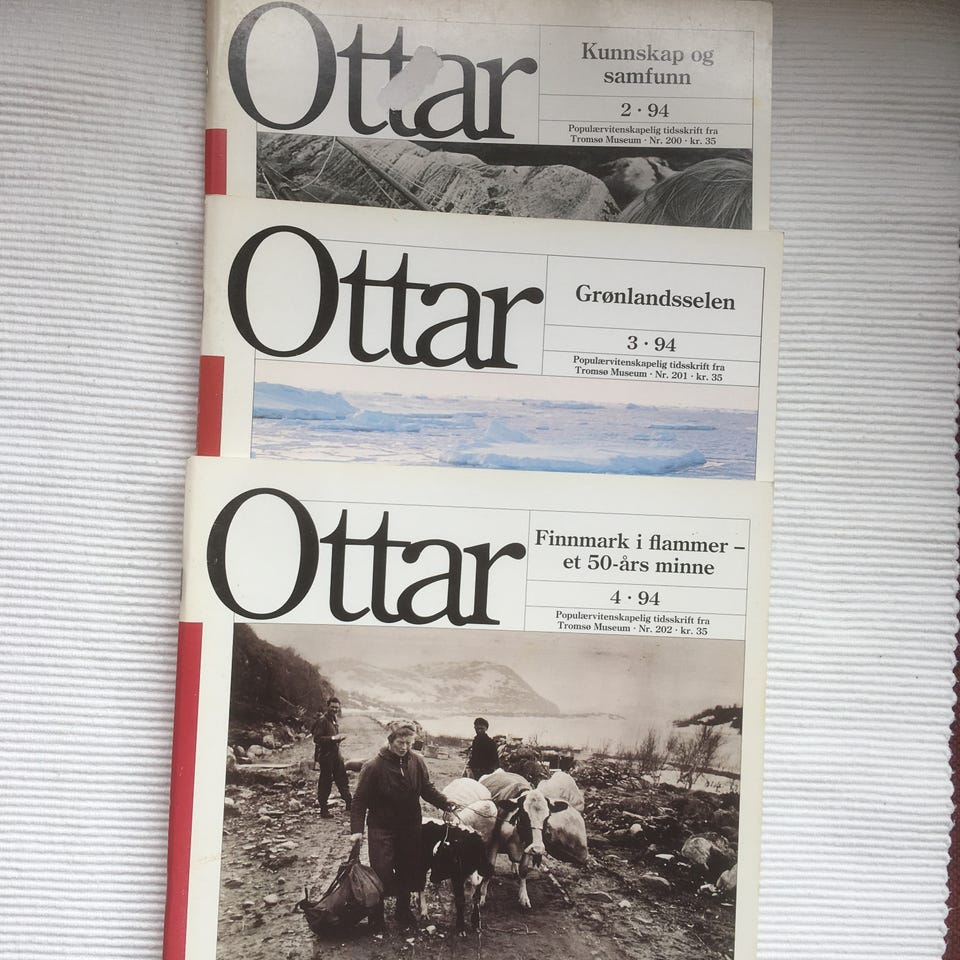 Ottar
Kunnskap og
samfunn
2 · 94
Populærvitenskapelig tidsskrift fra
Tromsø Museum · Nr. 200 · kr. 35
Ottar
Grønlandsselen
3 · 94
Populærvitenskapelig tidsskrift fra
Tromsø Museum · Nr. 201 · kr. 35
Ottar
Finnmark i flammer –
et 50-års minne
4 · 94
Populærvitenskapelig tidsskrift fra
Tromsø Museum · Nr. 202 · kr. 35